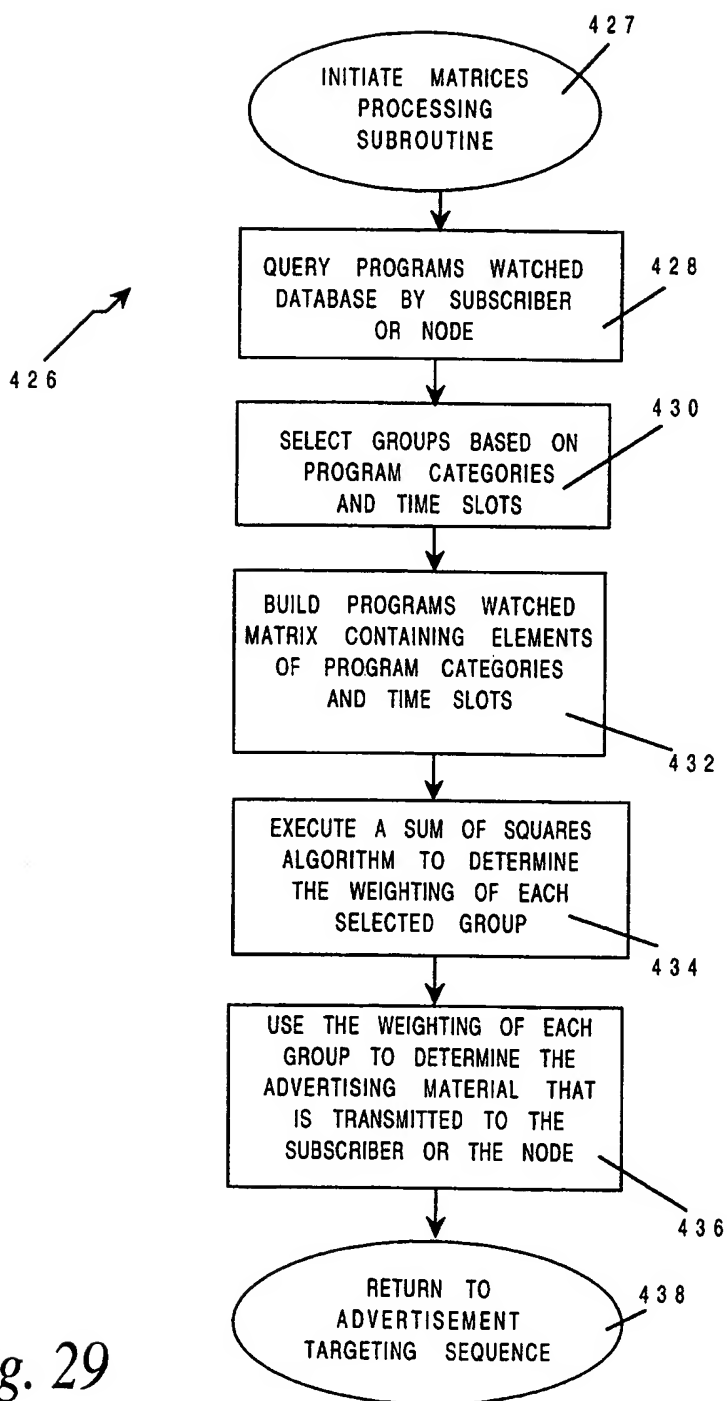 427
INITIATE MATRICES
PROCESSING
SUBROUTINE
QUERY PROGRAMS WATCHED
DATABASE BY SUBSCRIBER
OR NODE
428
426
SELECT GROUPS BASED ON
PROGRAM CATEGORIES
AND TIME SLOTS
430
BUILD PROGRAMS WATCHED
MATRIX CONTAINING ELEMENTS
OF PROGRAM CATEGORIES
AND TIME SLOTS
432
EXECUTE A SUM OF SQUARES
ALGORITHM TO DETERMINE
THE WEIGHTING OF EACH
SELECTED GROUP
434
USE THE WEIGHTING OF EACH
GROUP TO DETERMINE THE
ADVERTISING MATERIAL THAT
IS TRANSMITTED TO THE
SUBSCRIBER OR THE NODE
436
RETURN TO
ADVERTISEMENT
TARGETING SEQUENCE
438
g. 29